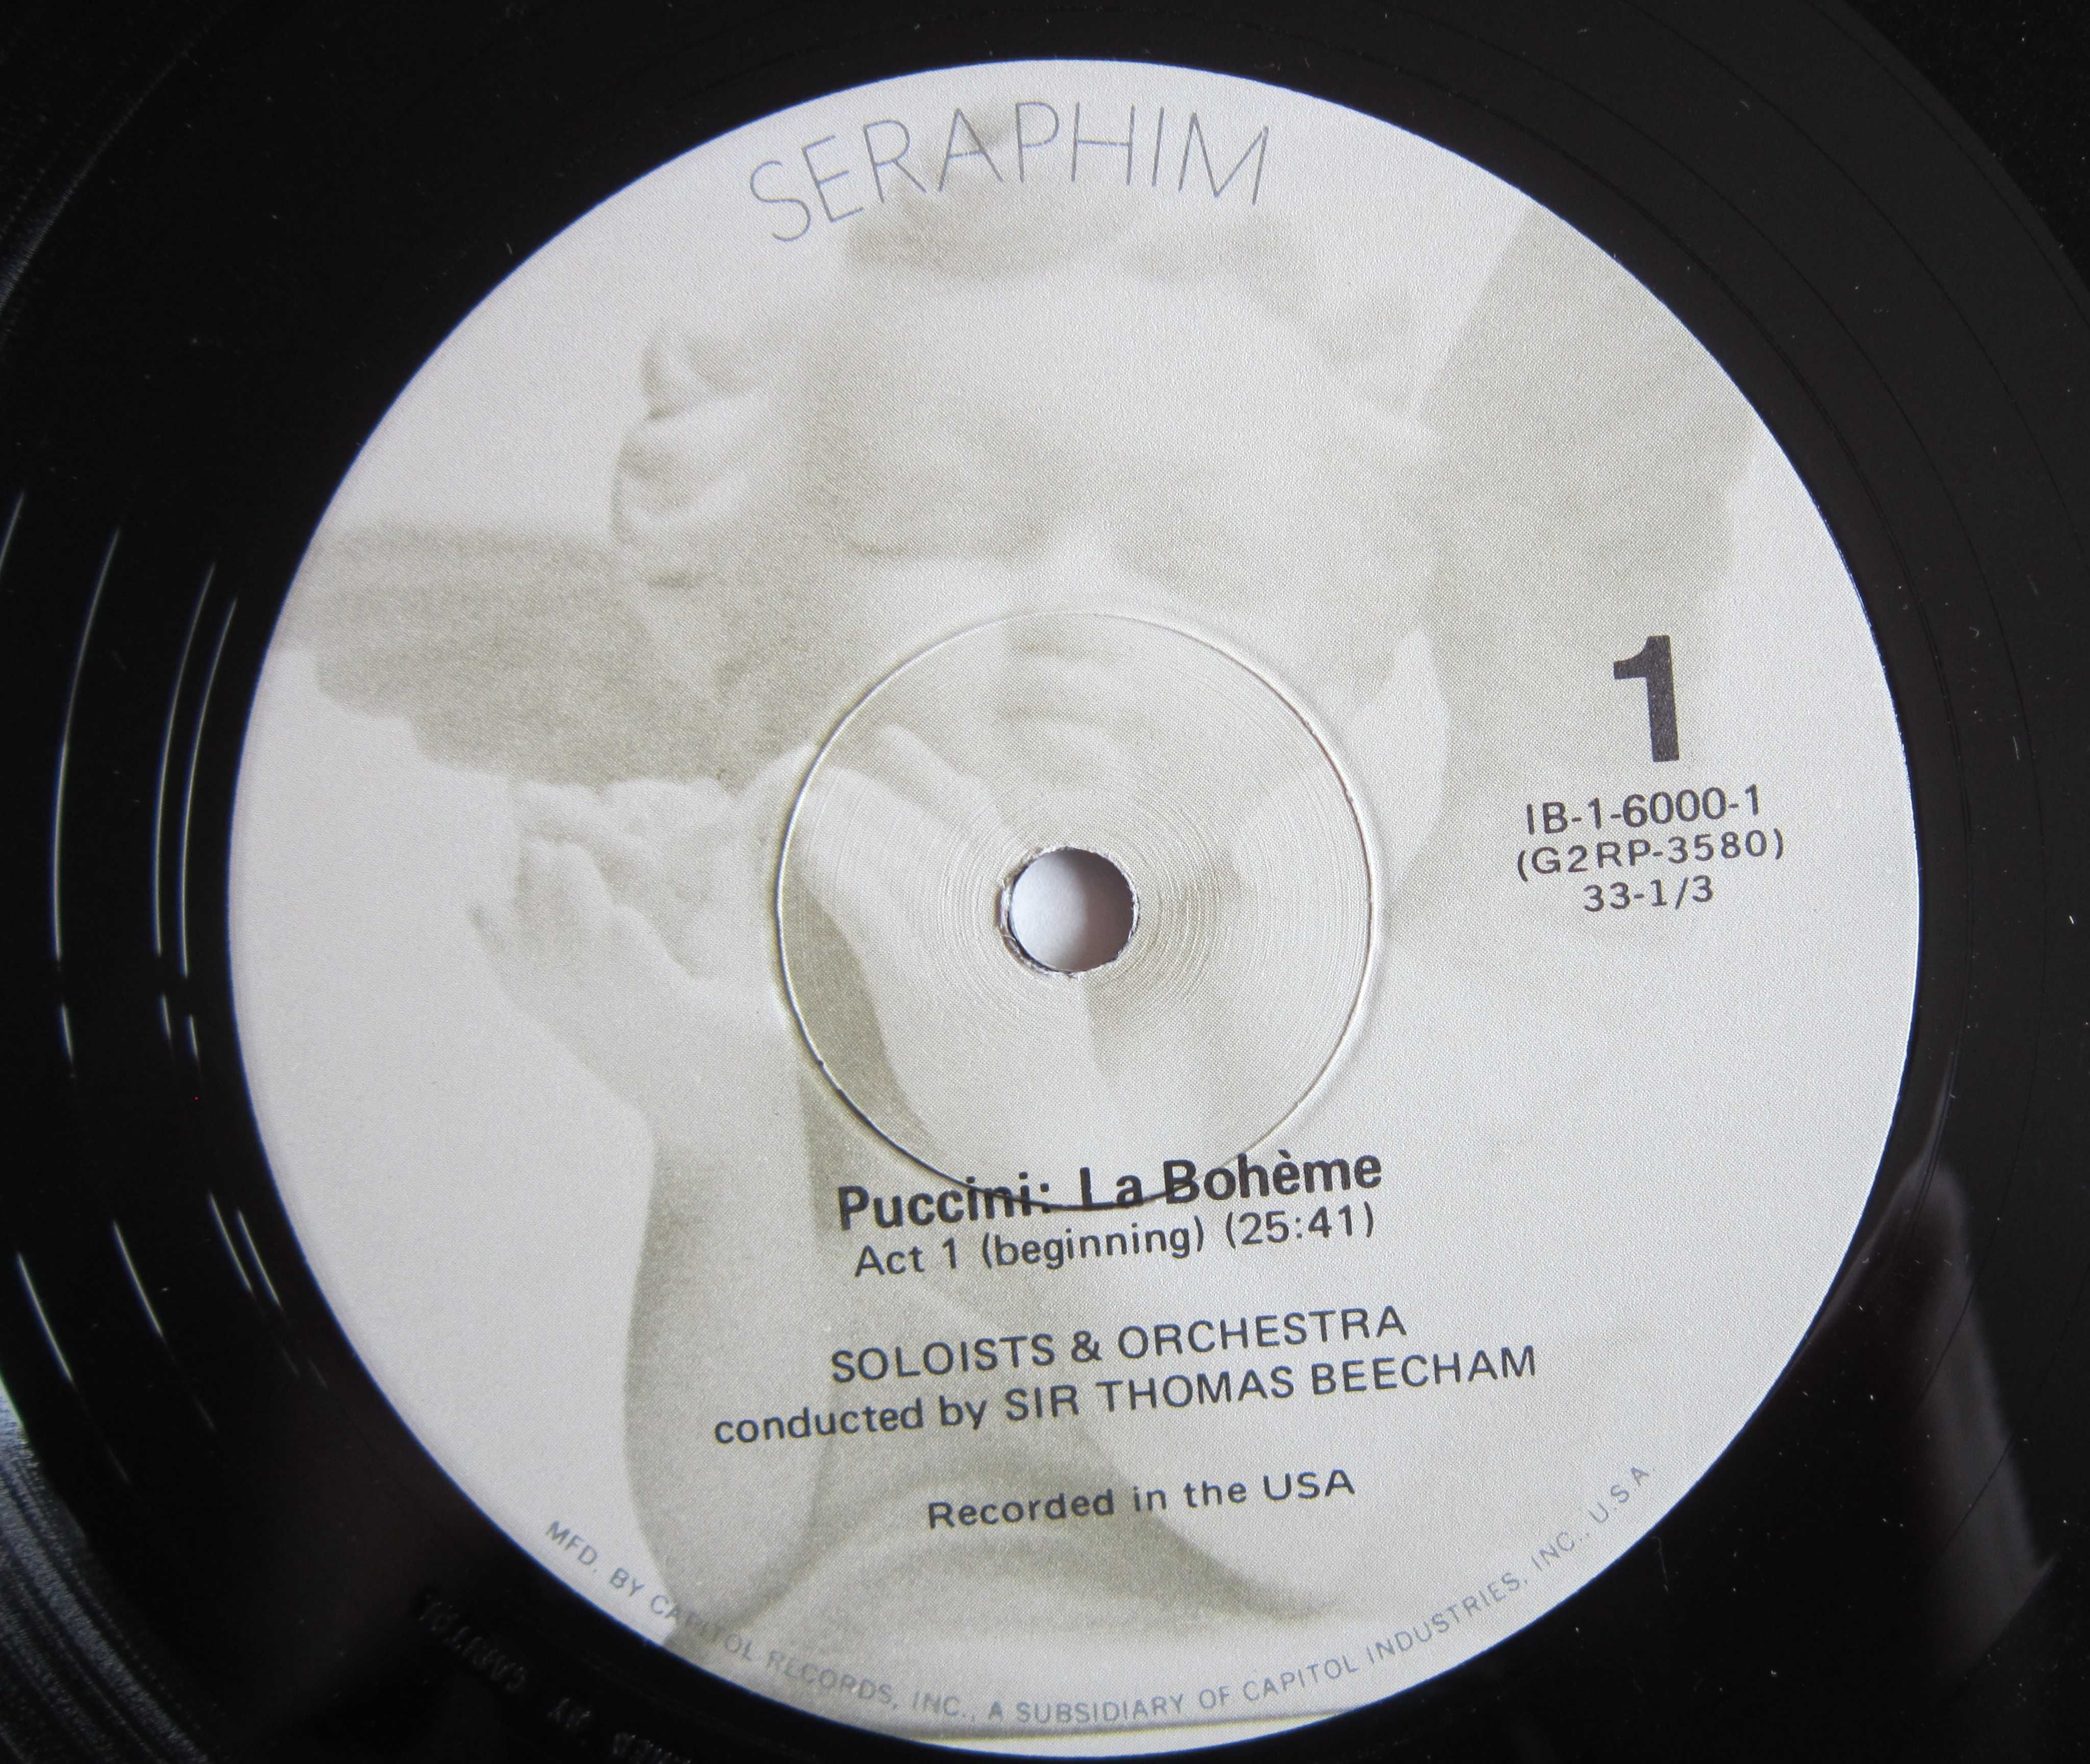 SERAPHIM
1
IB-1-6000-1
(G2RP-3580)
33-1/3
Puccini: La Bohème
Act 1 (beginning) (25:41)
SOLOISTS & ORCHESTRA
conducted by SIR THOMAS BEECHAM
Recorded in the USA
MFD. BY CAPITOL RECORDS, INC., A SUBSIDIARY OF CAPITOL INDUSTRIES, INC., U.S.A.